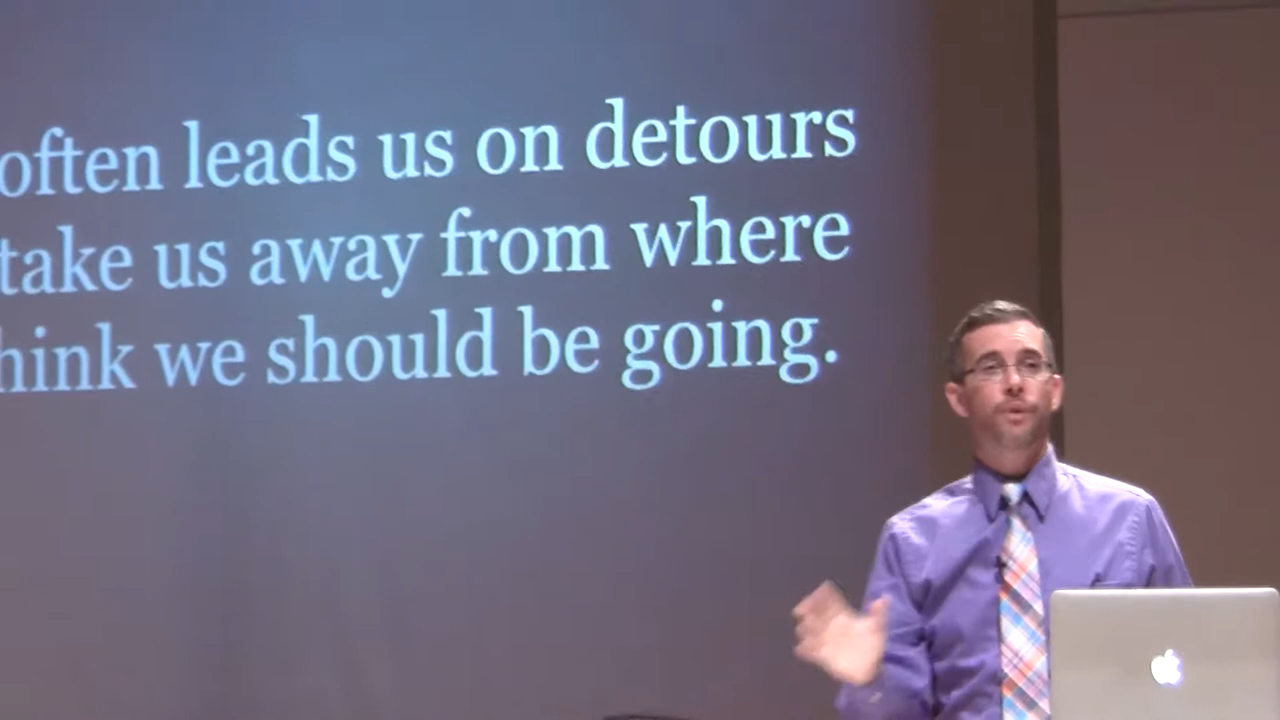 often leads us on detours
take us away from where
hink we should be going.